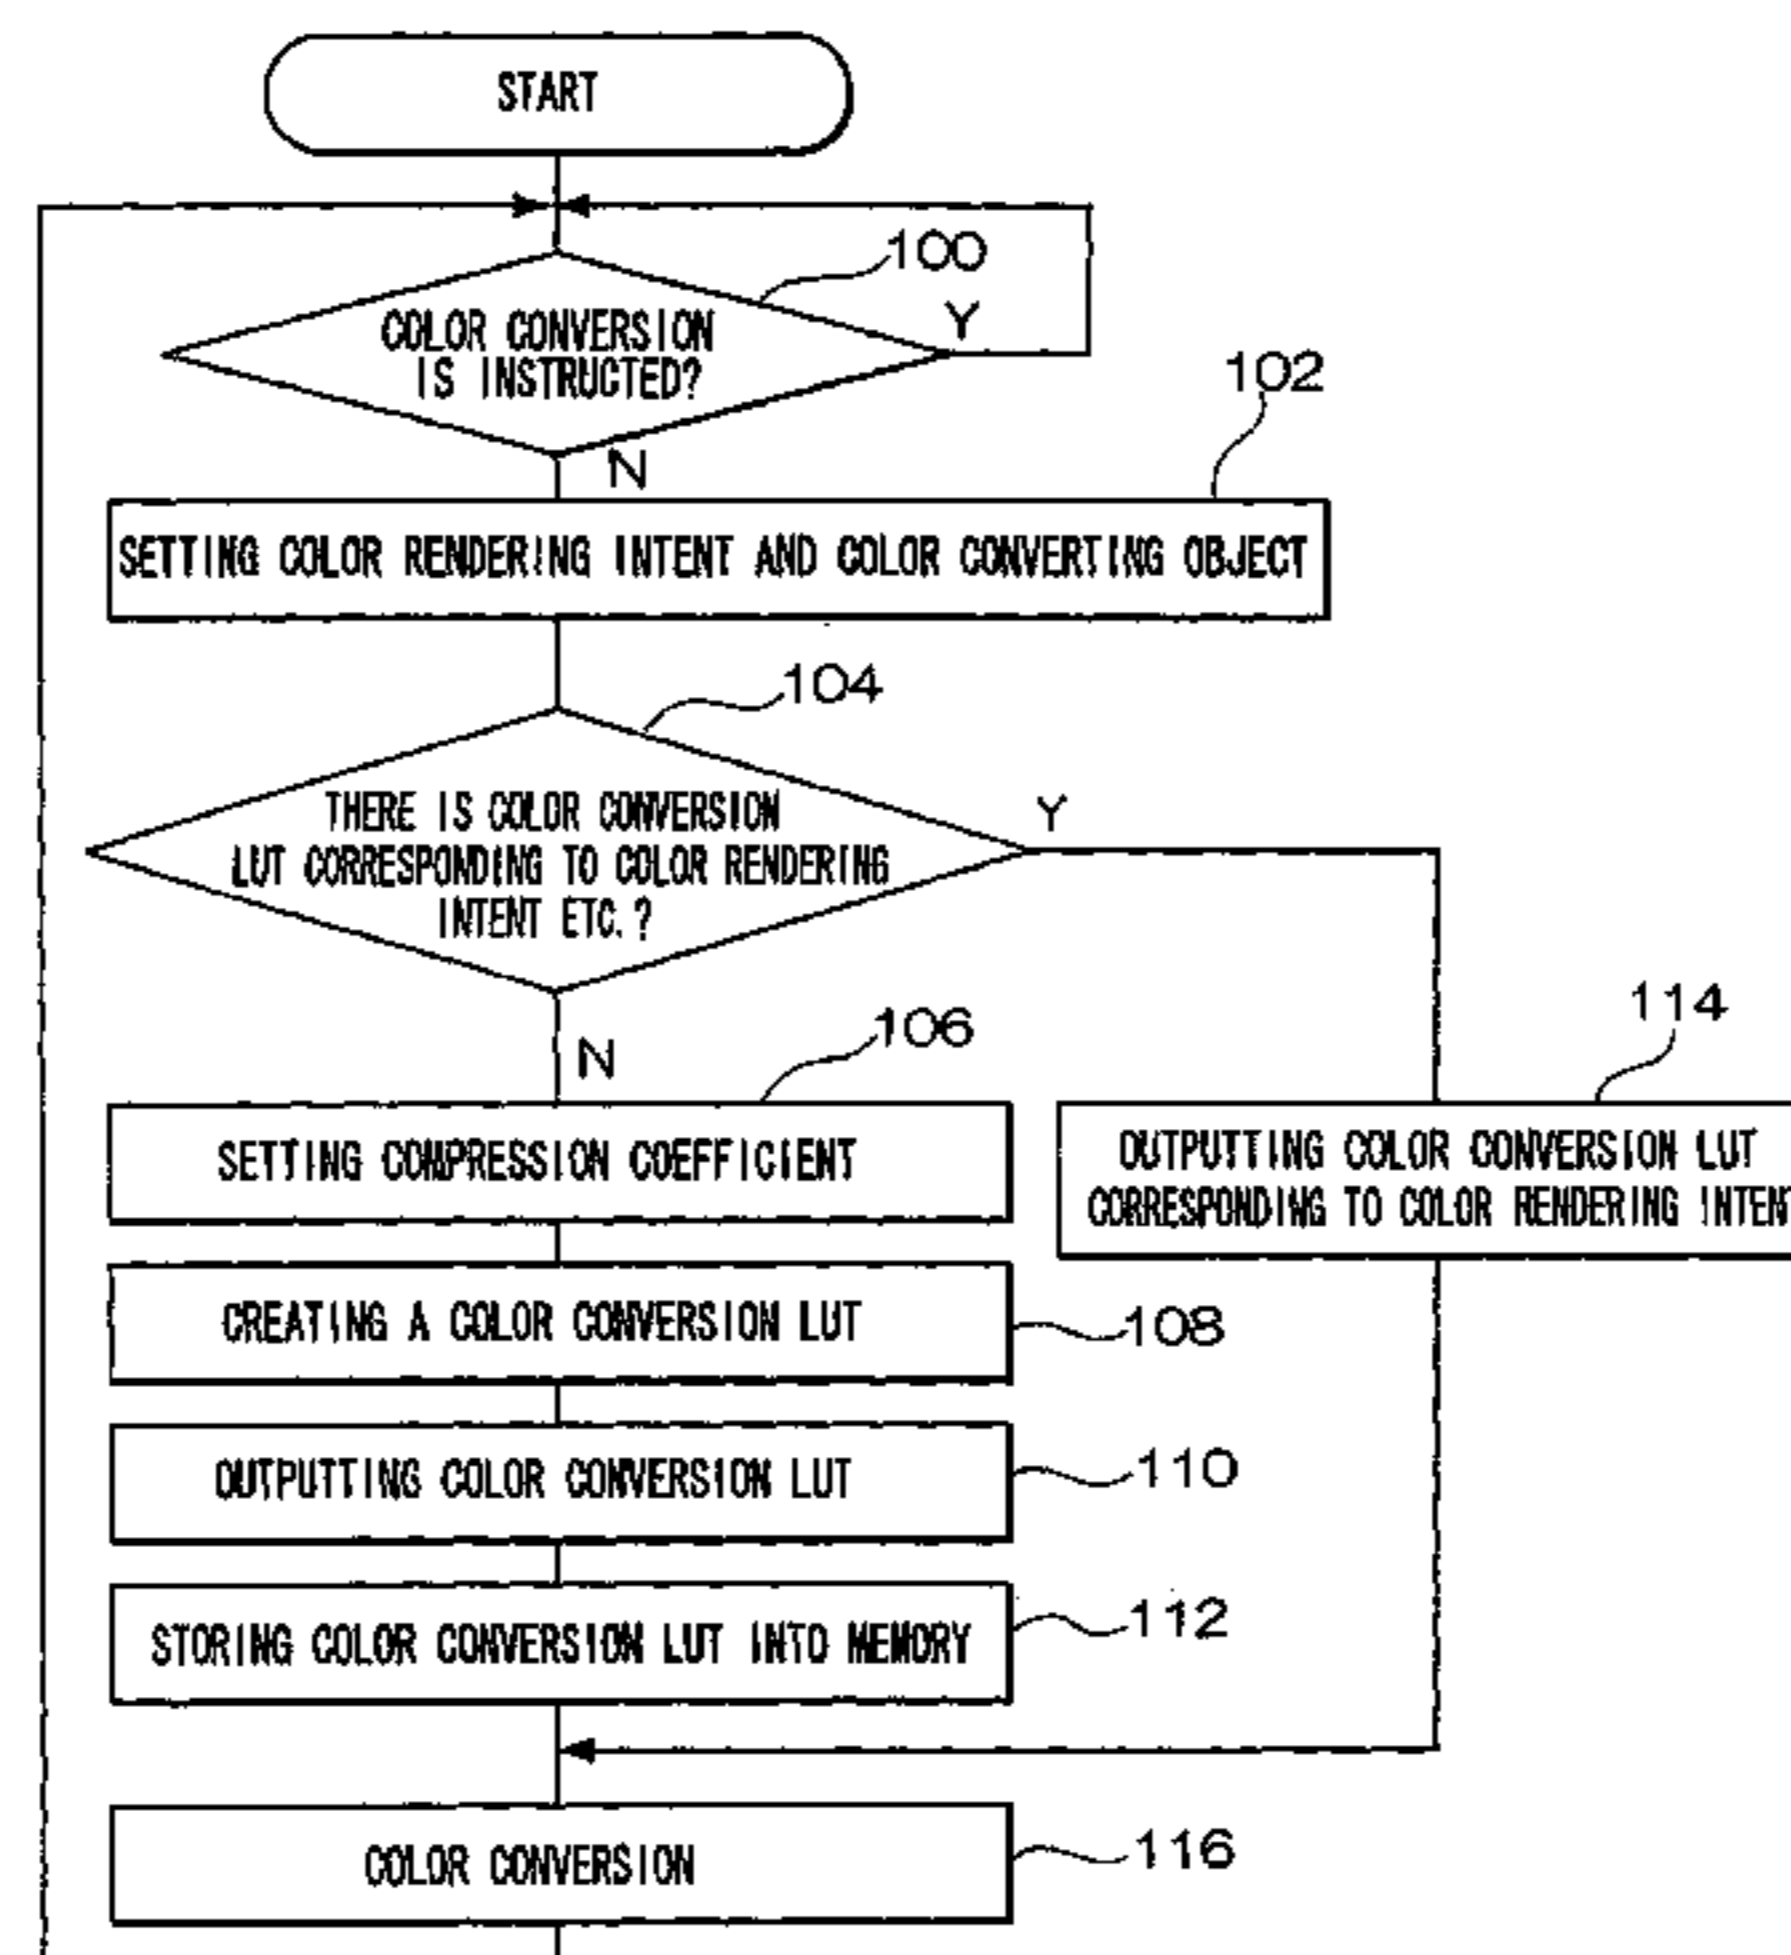 START
100
COLOR CONVERSION
IS INSTRUCTED?
Y
N
102
SETTING COLOR RENDERING INTENT AND COLOR CONVERTING OBJECT
104
THERE IS COLOR CONVERSION
LUT CORRESPONDING TO COLOR RENDERING
INTENT ETC.?
Y
N
106
SETTING COMPRESSION COEFFICIENT
114
OUTPUTTING COLOR CONVERSION LUT
CORRESPONDING TO COLOR RENDERING INTENT
CREATING A COLOR CONVERSION LUT
108
OUTPUTTING COLOR CONVERSION LUT
110
STORING COLOR CONVERSION LUT INTO MEMORY
112
COLOR CONVERSION
116